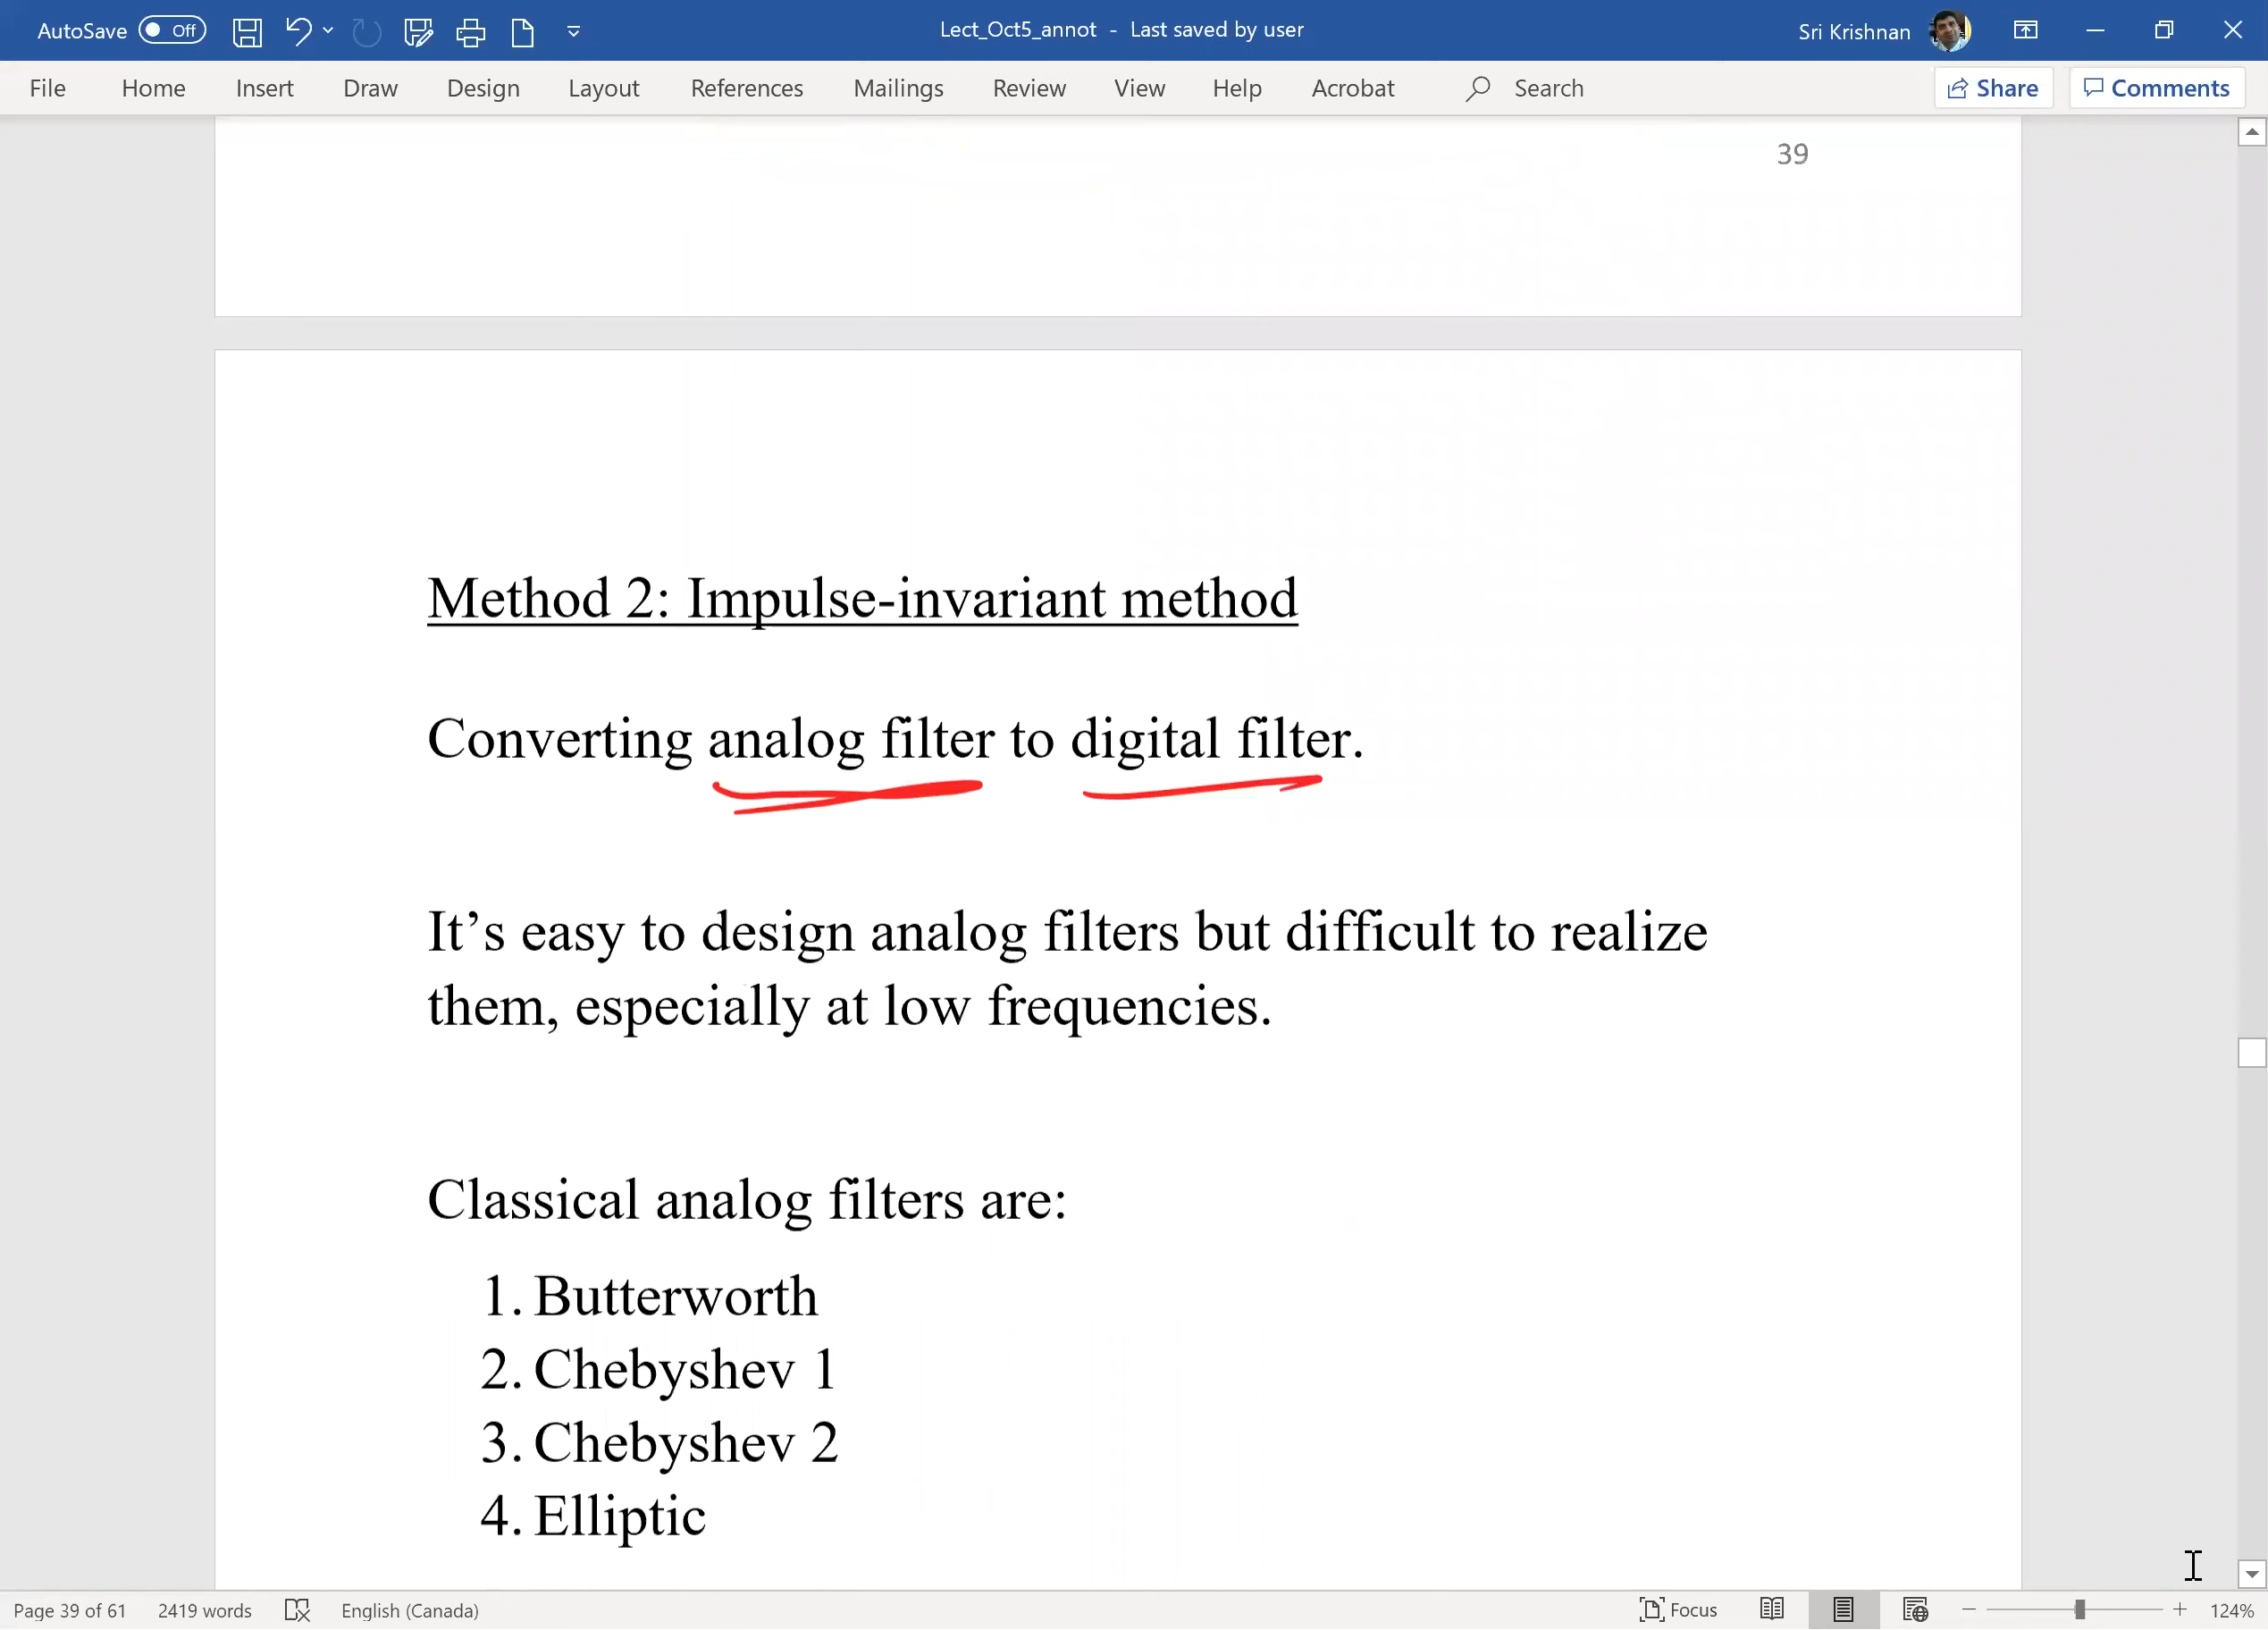 AutoSave Off Lect_Oct5_annot - Last saved by user Sri Krishnan
File Home Insert Draw Design Layout References Mailings Review View Help Acrobat Search Share Comments
39
Method 2: Impulse-invariant method
Converting analog filter to digital filter.
It’s easy to design analog filters but difficult to realize
them, especially at low frequencies.
Classical analog filters are:
1. Butterworth
2. Chebyshev 1
3. Chebyshev 2
4. Elliptic
Page 39 of 61 2419 words English (Canada) Focus 124%